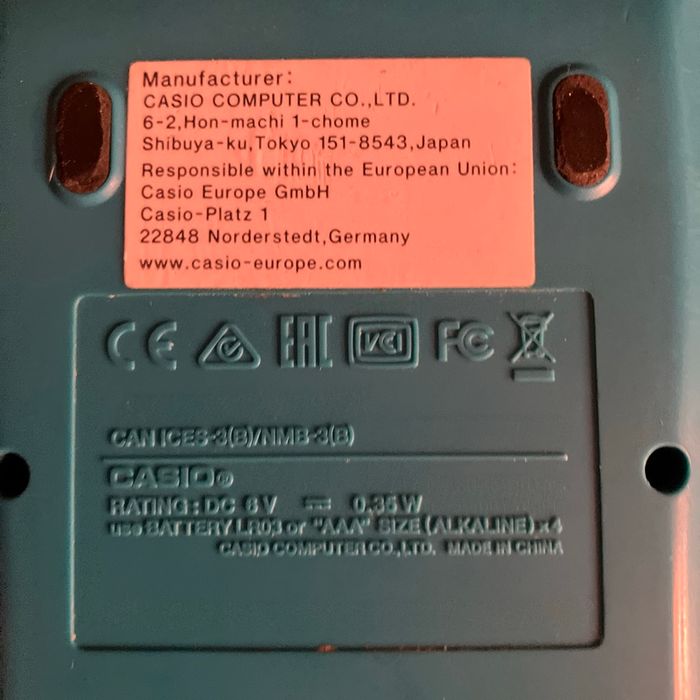 Manufacturer:
CASIO COMPUTER CO.,LTD.
6-2,Hon-machi 1-chome
Shibuya-ku,Tokyo 151-8543,Japan
Responsible within the European Union:
Casio Europe GmbH
Casio-Platz 1
22848 Norderstedt,Germany
www.casio-europe.com
CE EAC VCI FC
CAN ICES-3(B)/NMB-3(B)
CASIO®
RATING : DC 6V ⎓ 0.35W
use BATTERY LR03 or "AAA" SIZE (ALKALINE) x4
CASIO COMPUTER CO.,LTD. MADE IN CHINA